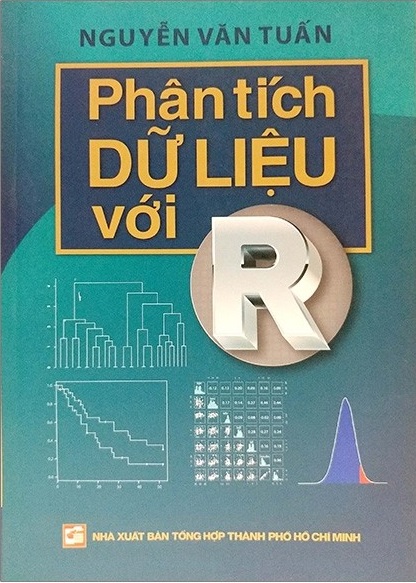 NGUYỄN VĂN TUẤN
Phân tích
DỮ LIỆU
với
R
NHÀ XUẤT BẢN TỔNG HỢP THÀNH PHỐ HỒ CHÍ MINH